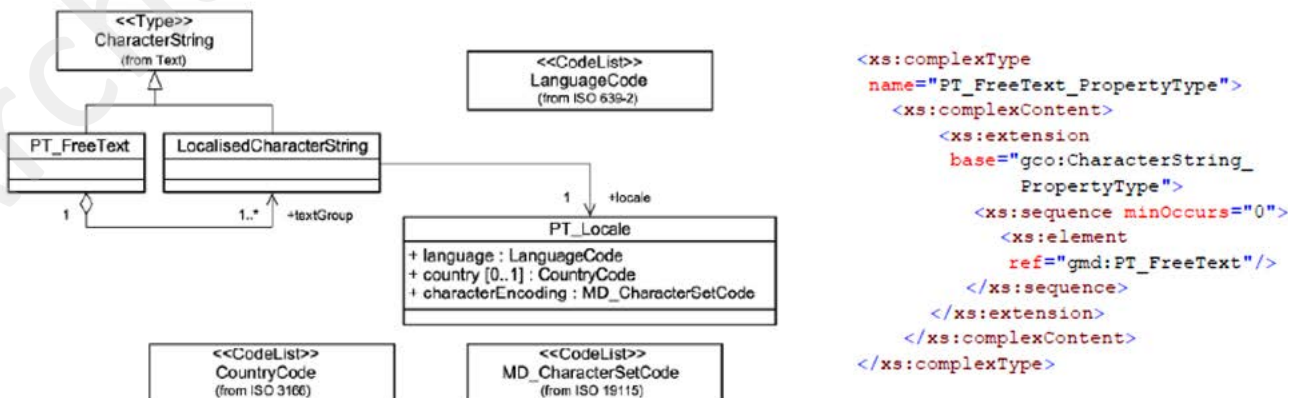 <<Type>>
CharacterString
(from Text)
<<CodeList>>
LanguageCode
(from ISO 639-2)
PT_FreeText
LocalisedCharacterString
1
1..*
+textGroup
1
+locale
PT_Locale
+ language : LanguageCode
+ country [0..1] : CountryCode
+ characterEncoding : MD_CharacterSetCode
<<CodeList>>
CountryCode
(from ISO 3166)
<<CodeList>>
MD_CharacterSetCode
(from ISO 19115)
<xs:complexType
name="PT_FreeText_PropertyType">
<xs:complexContent>
<xs:extension
base="gco:CharacterString_
PropertyType">
<xs:sequence minOccurs="0">
<xs:element
ref="gmd:PT_FreeText"/>
</xs:sequence>
</xs:extension>
</xs:complexContent>
</xs:complexType>